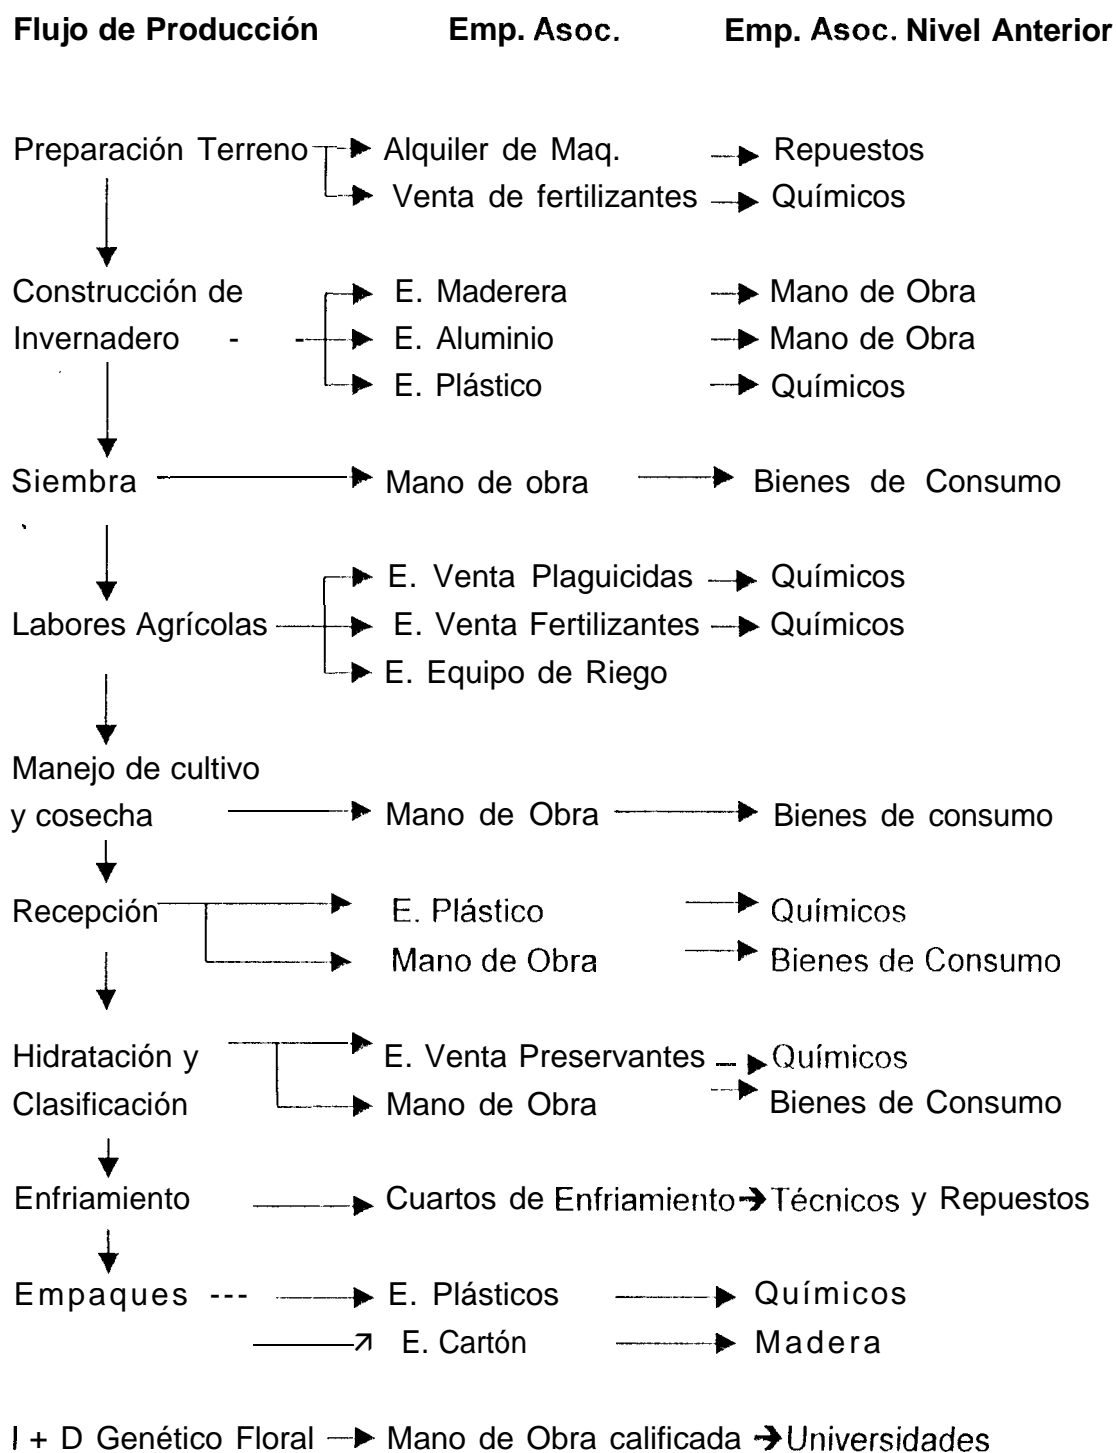 Flujo de Producción Emp. Asoc. Emp. Asoc. Nivel Anterior
Preparación Terreno Alquiler de Maq. Repuestos
Venta de fertilizantes Químicos
Construcción de E. Maderera Mano de Obra
Invernadero - - E. Aluminio Mano de Obra
E. Plástico Químicos
Siembra Mano de obra Bienes de Consumo
E. Venta Plaguicidas Químicos
Labores Agrícolas E. Venta Fertilizantes Químicos
E. Equipo de Riego
Manejo de cultivo
y cosecha Mano de Obra Bienes de consumo
Recepción E. Plástico Químicos
Mano de Obra Bienes de Consumo
Hidratación y E. Venta Preservantes Químicos
Clasificación Mano de Obra Bienes de Consumo
Enfriamiento Cuartos de Enfriamiento Técnicos y Repuestos
Empaques --- E. Plásticos Químicos
E. Cartón Madera
I + D Genético Floral Mano de Obra calificada Universidades